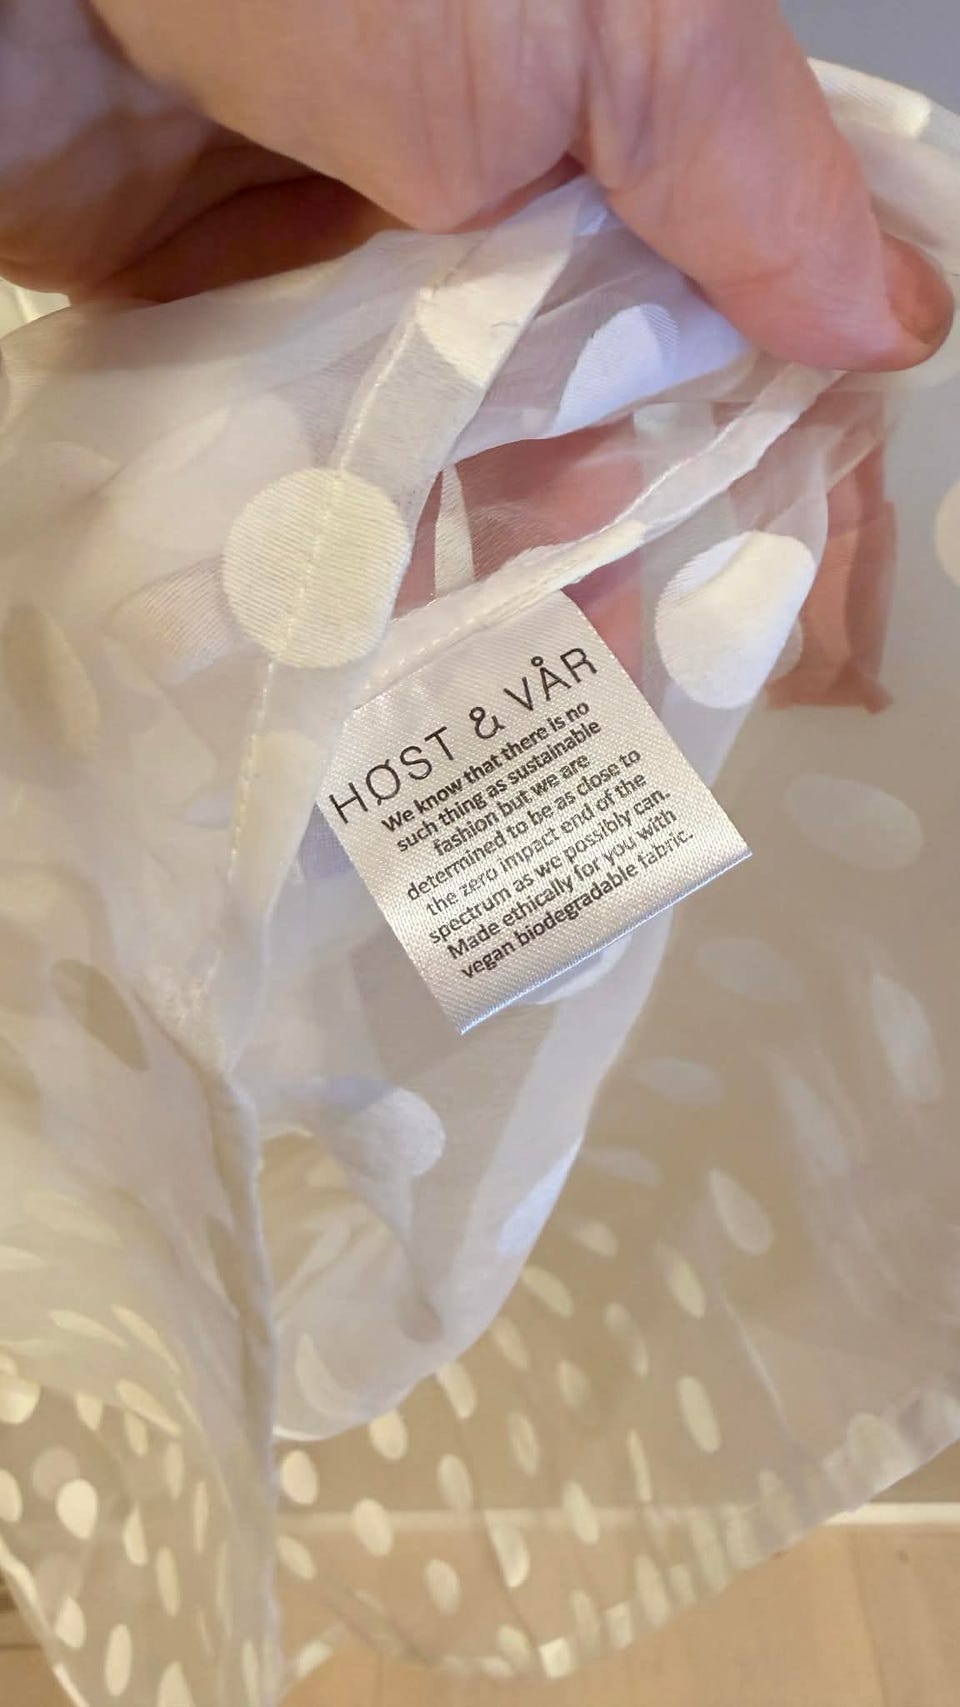 HØST & VÅR
We know that there is no
such thing as sustainable
fashion but we are
determined to be as close to
the zero impact end of the
spectrum as we possibly can.
Made ethically for you with
vegan biodegradable fabric.